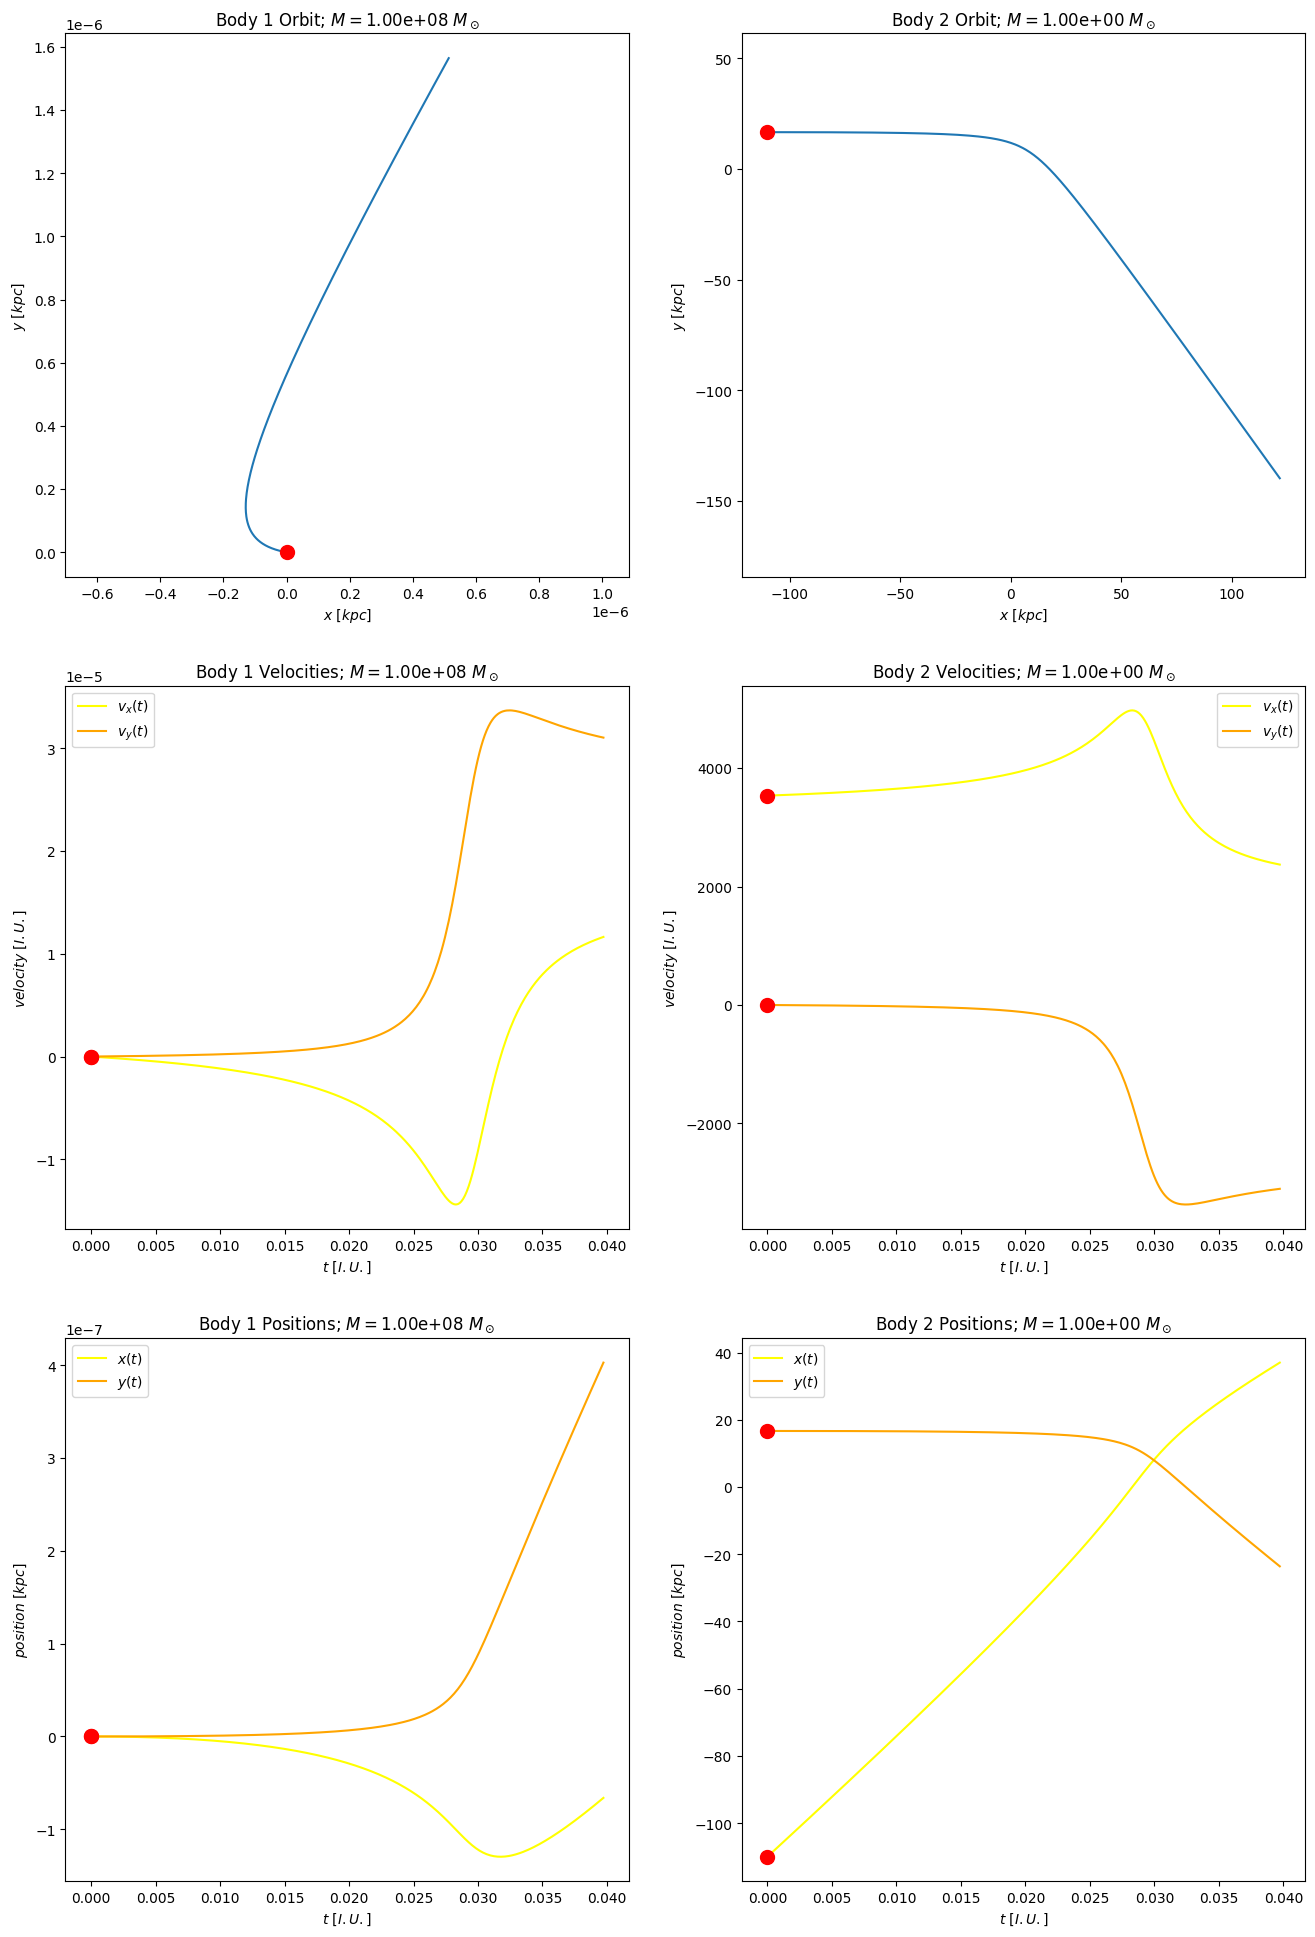 Body 1 Orbit; M = 1.00e+08 M⊙
1e−6
1.6
1.4
1.2
1.0
0.8
0.6
0.4
0.2
0.0
y [kpc]
−0.6 −0.4 −0.2 0.0 0.2 0.4 0.6 0.8 1.0
1e−6
x [kpc]
Body 2 Orbit; M = 1.00e+00 M⊙
50
0
−50
−100
−150
y [kpc]
−100 −50 0 50 100
x [kpc]
Body 1 Velocities; M = 1.00e+08 M⊙
1e−5
vx(t)
vy(t)
3
2
1
0
−1
velocity [I.U.]
0.000 0.005 0.010 0.015 0.020 0.025 0.030 0.035 0.040
t [I.U.]
Body 2 Velocities; M = 1.00e+00 M⊙
vx(t)
vy(t)
4000
2000
0
−2000
velocity [I.U.]
0.000 0.005 0.010 0.015 0.020 0.025 0.030 0.035 0.040
t [I.U.]
Body 1 Positions; M = 1.00e+08 M⊙
1e−7
x(t)
y(t)
4
3
2
1
0
−1
position [kpc]
0.000 0.005 0.010 0.015 0.020 0.025 0.030 0.035 0.040
t [I.U.]
Body 2 Positions; M = 1.00e+00 M⊙
x(t)
y(t)
40
20
0
−20
−40
−60
−80
−100
position [kpc]
0.000 0.005 0.010 0.015 0.020 0.025 0.030 0.035 0.040
t [I.U.]